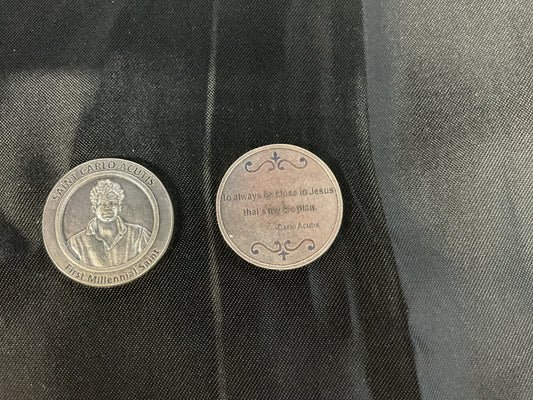 SAINT CARLO ACUTIS
First Millennial Saint
To always be close to Jesus
that's my life plan.
-Carlo Acutis